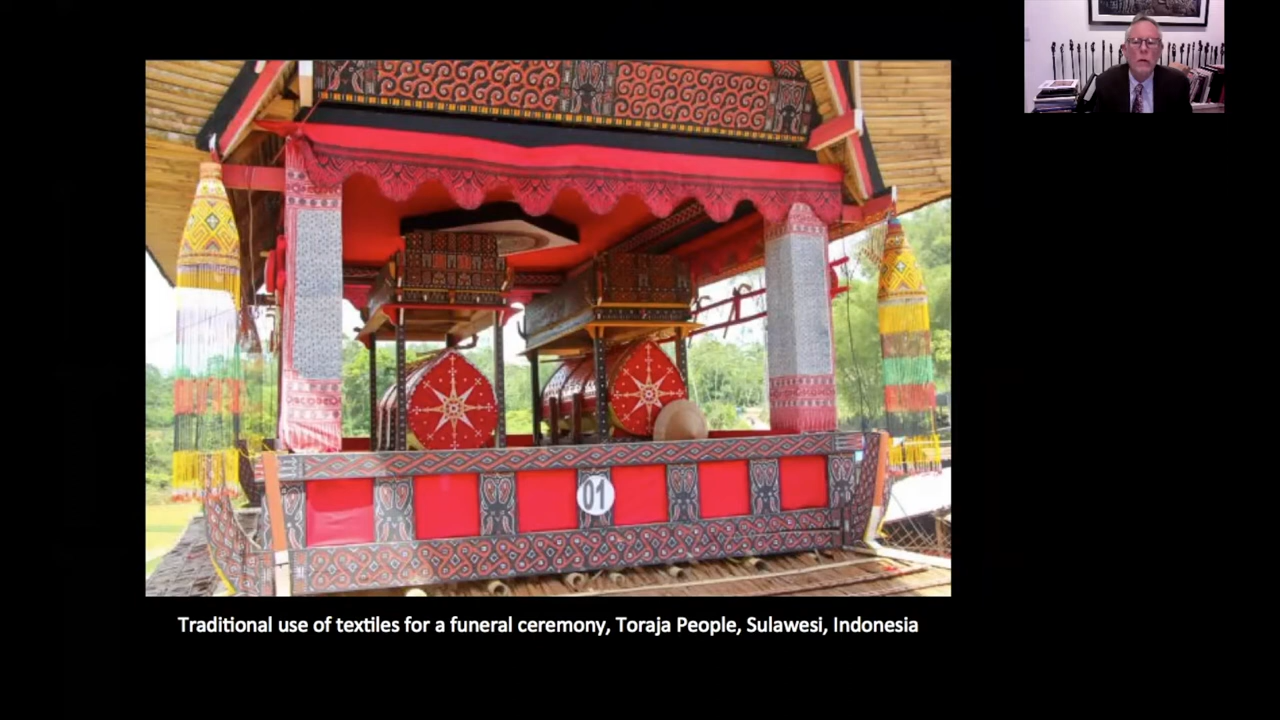 01
Traditional use of textiles for a funeral ceremony, Toraja People, Sulawesi, Indonesia